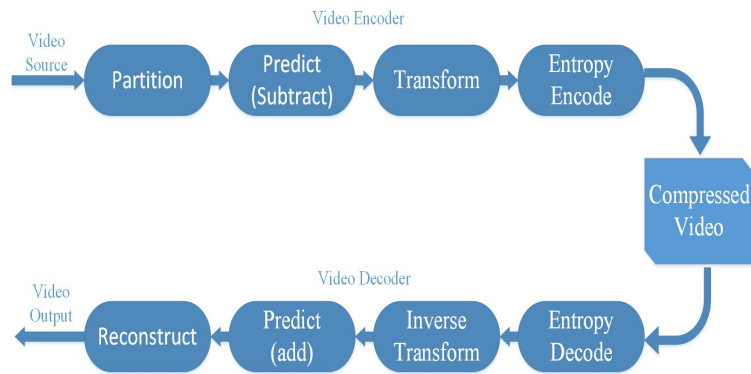 Video Encoder
Video
Source
Partition
Predict
(Subtract)
Transform
Entropy
Encode
Compressed
Video
Video Decoder
Video
Output
Reconstruct
Predict
(add)
Inverse
Transform
Entropy
Decode